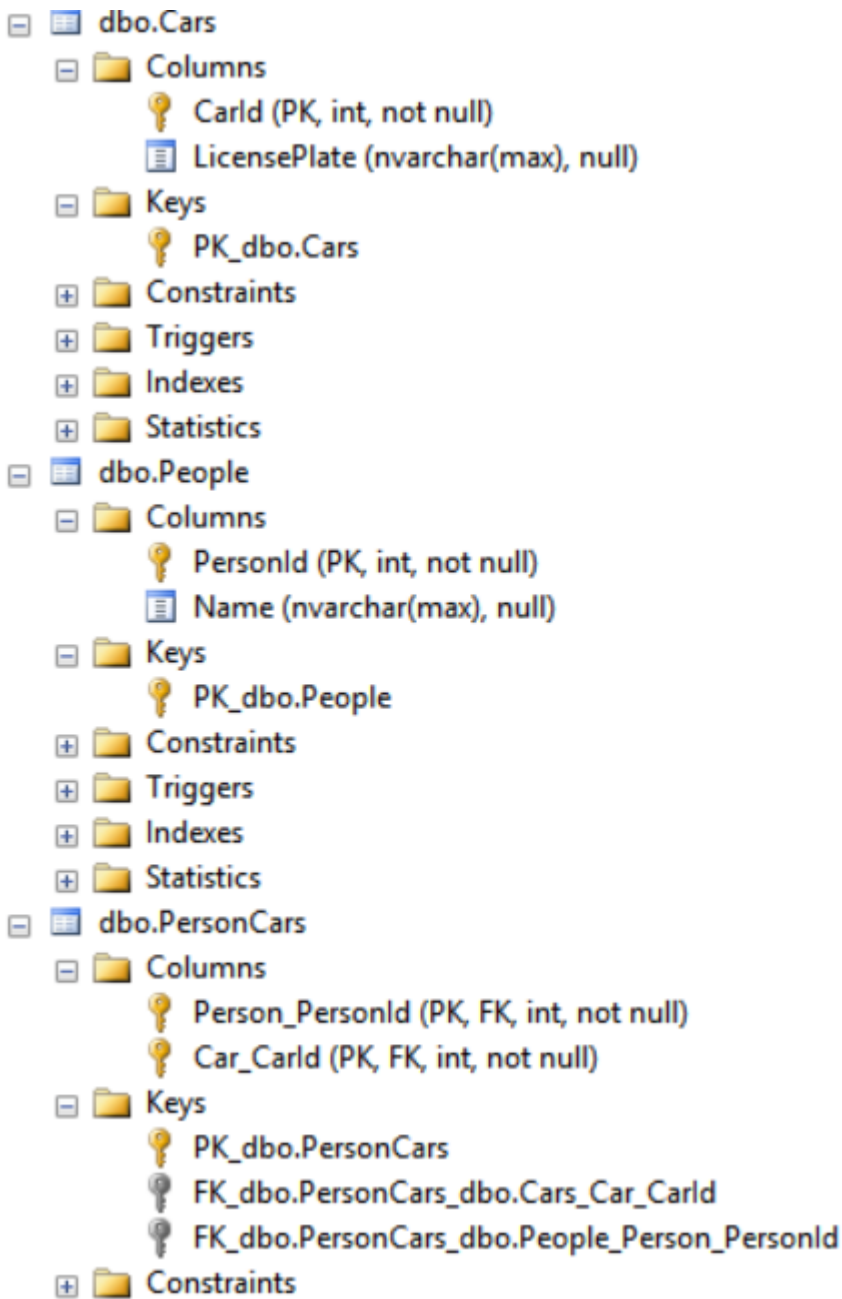 dbo.Cars
Columns
CarId (PK, int, not null)
LicensePlate (nvarchar(max), null)
Keys
PK_dbo.Cars
Constraints
Triggers
Indexes
Statistics
dbo.People
Columns
PersonId (PK, int, not null)
Name (nvarchar(max), null)
Keys
PK_dbo.People
Constraints
Triggers
Indexes
Statistics
dbo.PersonCars
Columns
Person_PersonId (PK, FK, int, not null)
Car_CarId (PK, FK, int, not null)
Keys
PK_dbo.PersonCars
FK_dbo.PersonCars_dbo.Cars_Car_CarId
FK_dbo.PersonCars_dbo.People_Person_PersonId
Constraints